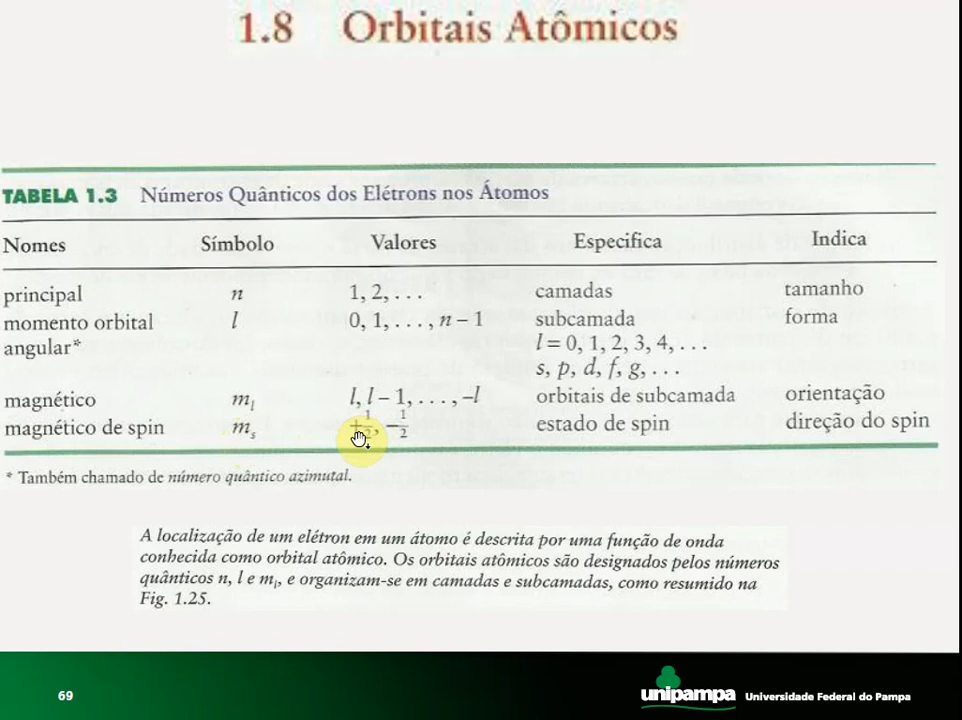 1.8 Orbitais Atômicos
TABELA 1.3 Números Quânticos dos Elétrons nos Átomos
Nomes Símbolo Valores Especifica Indica
principal n 1, 2, . . . camadas tamanho
momento orbital l 0, 1, . . . , n – 1 subcamada forma
angular* l = 0, 1, 2, 3, 4, . . .
s, p, d, f, g, . . .
magnético mₗ l, l – 1, . . . , –l orbitais de subcamada orientação
magnético de spin mₛ +½, –½ estado de spin direção do spin
* Também chamado de número quântico azimutal.
A localização de um elétron em um átomo é descrita por uma função de onda
conhecida como orbital atômico. Os orbitais atômicos são designados pelos números
quânticos n, l e mₗ, e organizam-se em camadas e subcamadas, como resumido na
Fig. 1.25.
69 unipampa Universidade Federal do Pampa